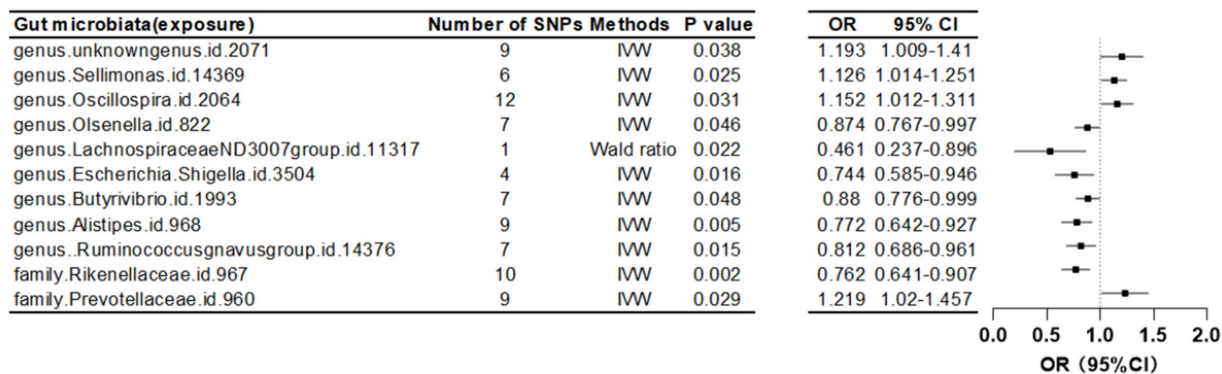 Gut microbiata(exposure) Number of SNPs Methods P value OR 95% CI
genus.unknowngenus.id.2071 9 IVW 0.038 1.193 1.009-1.41
genus.Sellimonas.id.14369 6 IVW 0.025 1.126 1.014-1.251
genus.Oscillospira.id.2064 12 IVW 0.031 1.152 1.012-1.311
genus.Olsenella.id.822 7 IVW 0.046 0.874 0.767-0.997
genus.LachnospiraceaeND3007group.id.11317 1 Wald ratio 0.022 0.461 0.237-0.896
genus.Escherichia.Shigella.id.3504 4 IVW 0.016 0.744 0.585-0.946
genus.Butyrivibrio.id.1993 7 IVW 0.048 0.88 0.776-0.999
genus.Alistipes.id.968 9 IVW 0.005 0.772 0.642-0.927
genus..Ruminococcusgnavusgroup.id.14376 7 IVW 0.015 0.812 0.686-0.961
family.Rikenellaceae.id.967 10 IVW 0.002 0.762 0.641-0.907
family.Prevotellaceae.id.960 9 IVW 0.029 1.219 1.02-1.457
0.0 0.5 1.0 1.5 2.0
OR (95%CI)